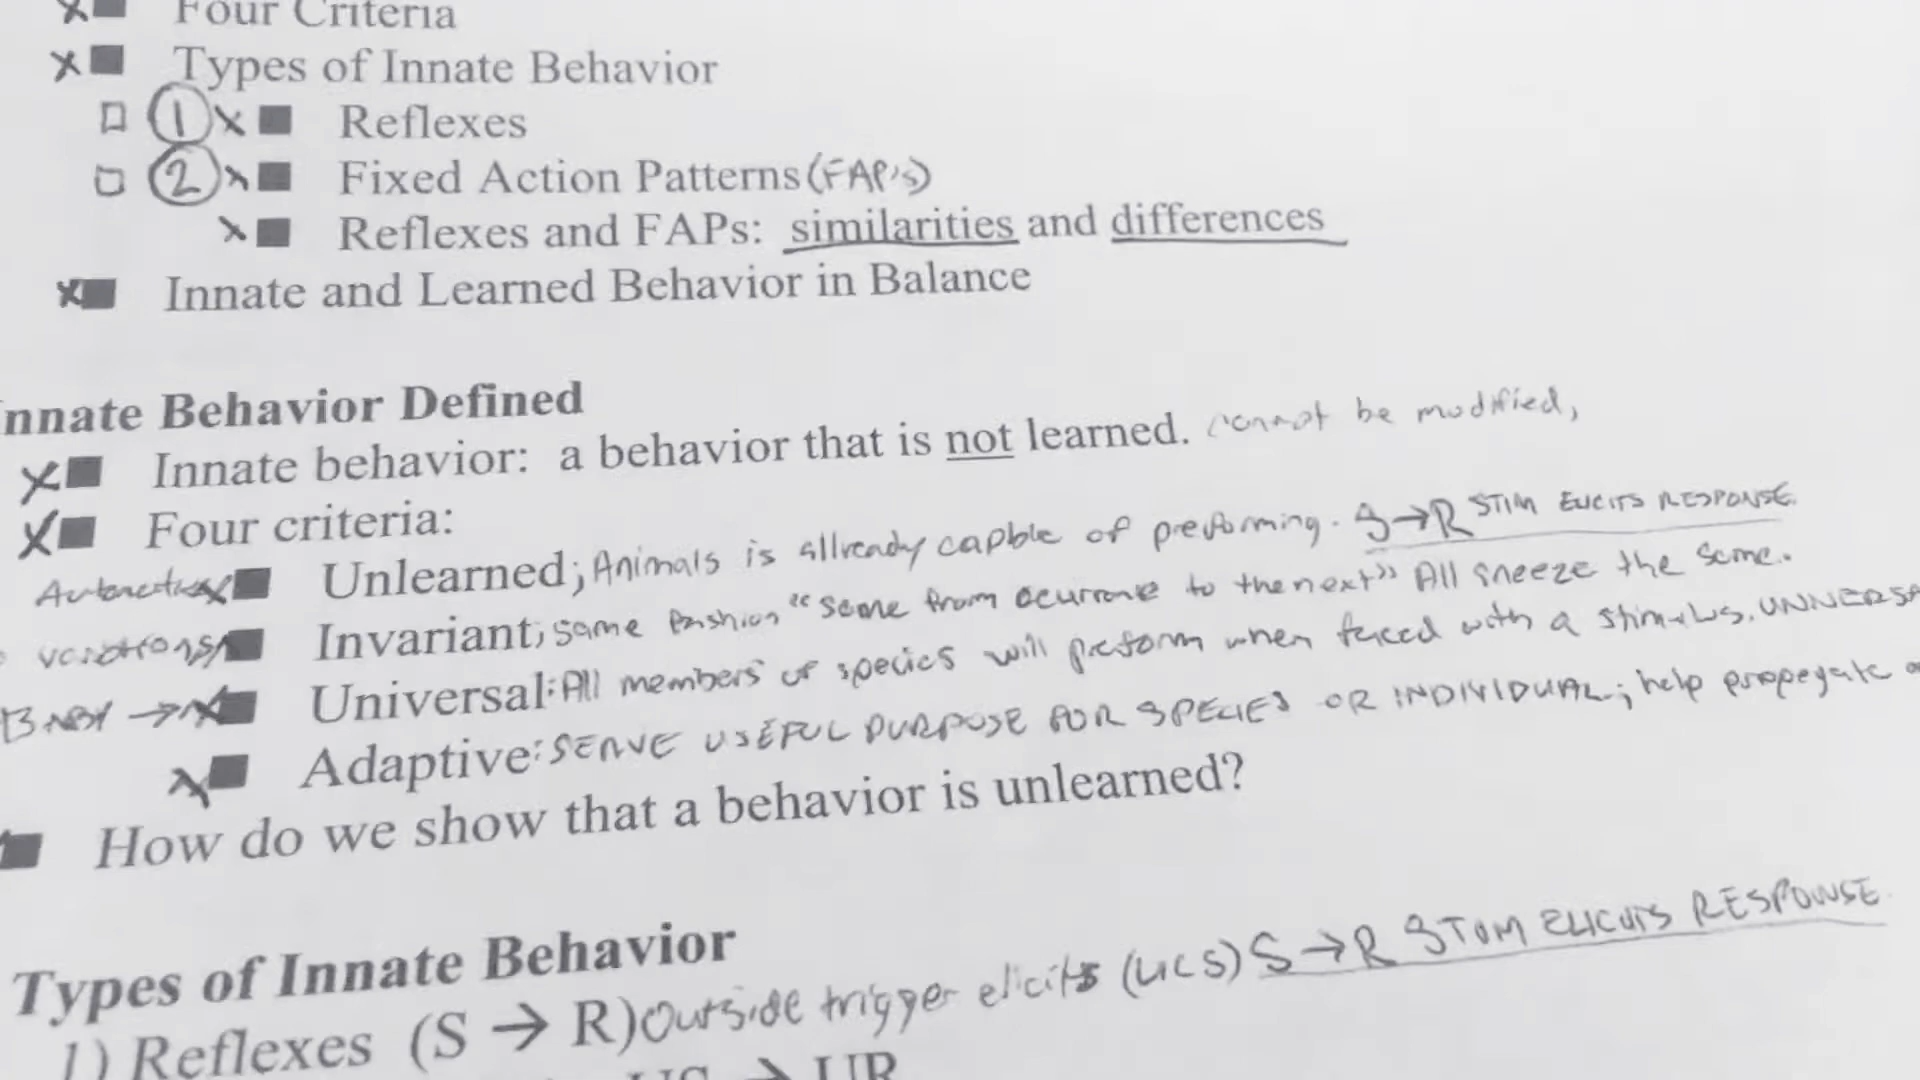 Four Criteria
Types of Innate Behavior
1 Reflexes
2 Fixed Action Patterns (FAP's)
Reflexes and FAPs: similarities and differences
Innate and Learned Behavior in Balance
nnate Behavior Defined
Innate behavior: a behavior that is not learned. cannot be modified,
Four criteria:
Unlearned; Animals is allready capble of preforming. S→R STIM ELICITS RESPONSE.
Invariant; same fashion "same from ocurrance to the next" All sneeze the same.
Universal: All members of species will preform when faced with a stimulus. UNIVERSA
BABY → Adaptive: SERVE USEFUL PURPOSE FOR SPECIES OR INDIVIDUAL; help propegate
How do we show that a behavior is unlearned?
Types of Innate Behavior
1) Reflexes (S → R) Outside trigger elicits (UCS) S → R STIM ELICITS RESPONSE.
US → UR